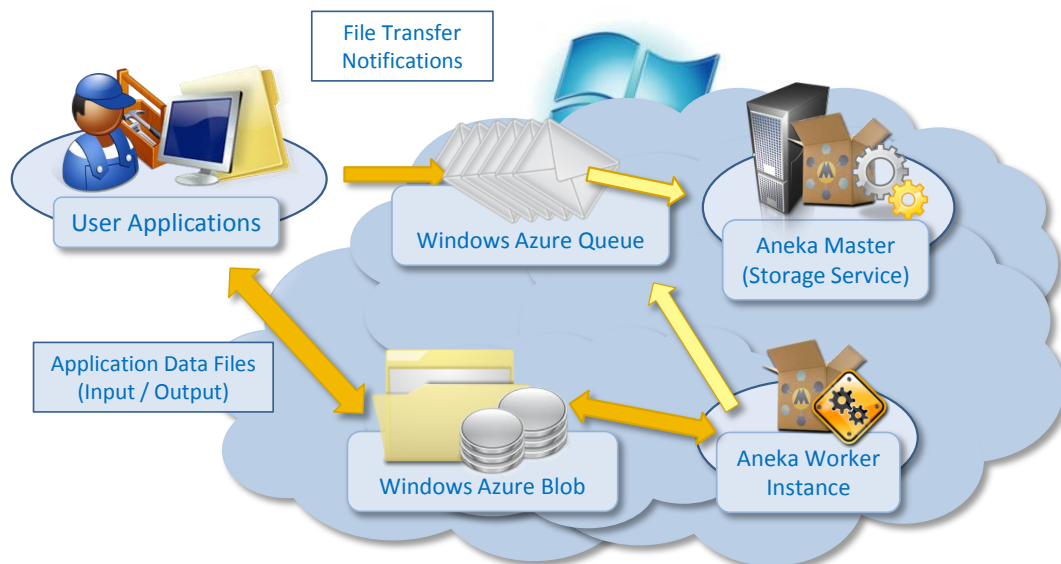 File Transfer
Notifications
User Applications
Windows Azure Queue
Aneka Master
(Storage Service)
Application Data Files
(Input / Output)
Windows Azure Blob
Aneka Worker
Instance